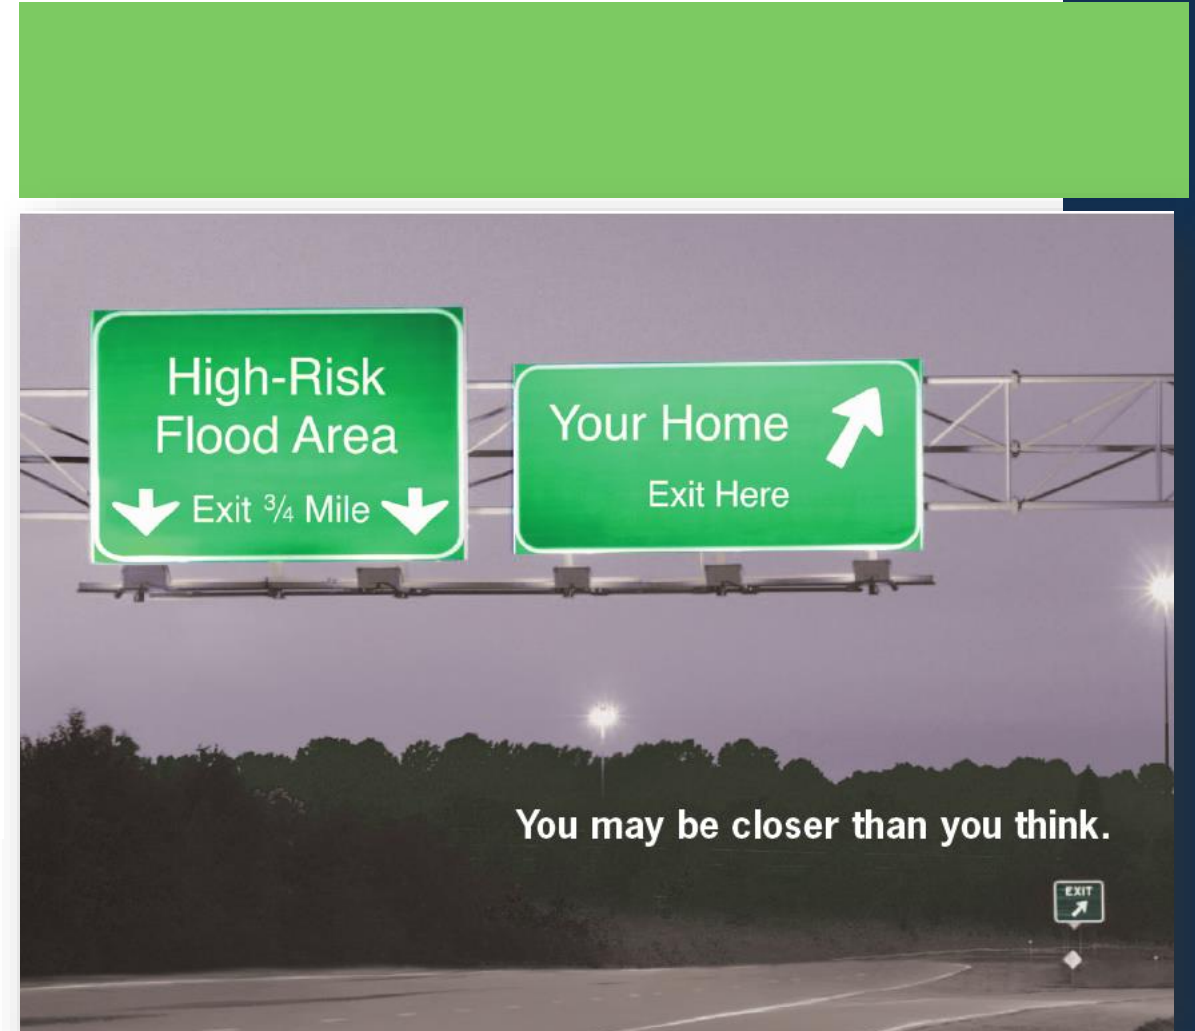 High-Risk
Flood Area
Exit ¾ Mile
Your Home
Exit Here
You may be closer than you think.
EXIT